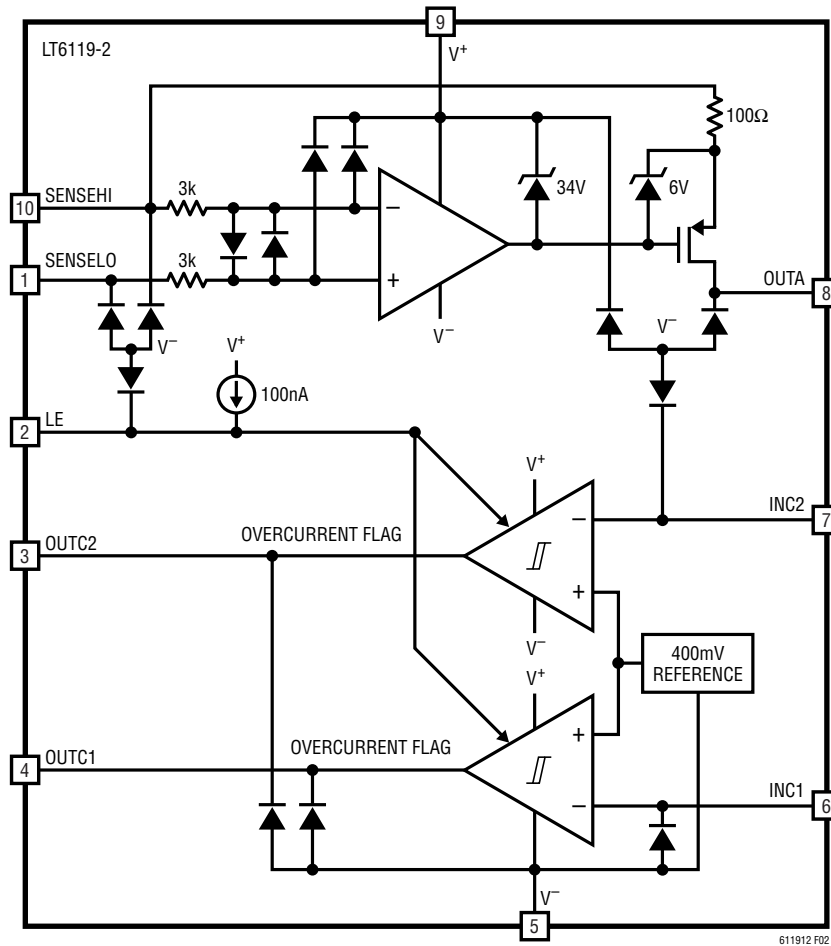 LT6119-2
9
V+
100Ω
3k
34V
6V
10
SENSEHI
−
SENSELO
3k
1
+
OUTA
8
V−
V−
V−
V+
100nA
LE
2
V+
INC2
7
−
OVERCURRENT FLAG
OUTC2
3
+
V−
400mV
REFERENCE
V+
OVERCURRENT FLAG
+
OUTC1
4
INC1
6
−
V−
5
611912 F02